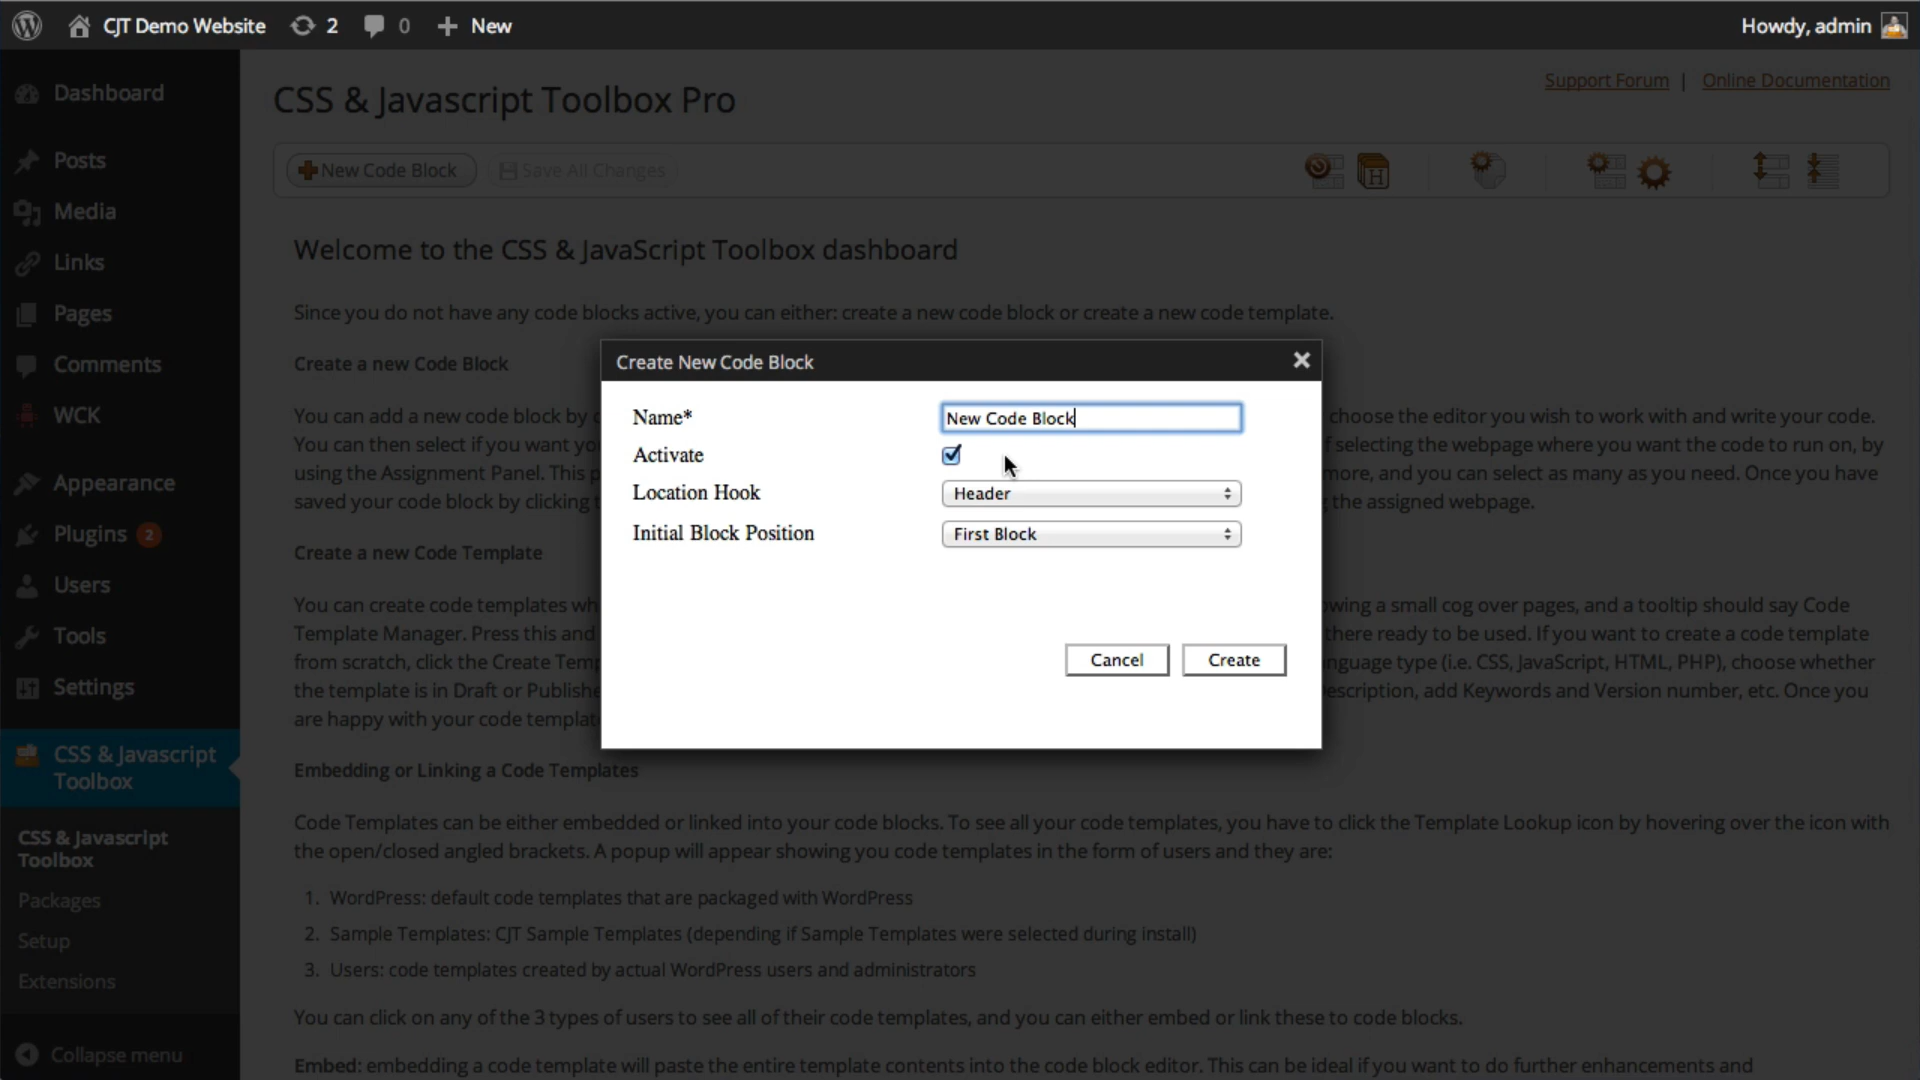 CJT Demo Website 2 0 New Howdy, admin
Dashboard
Posts
Media
Links
Pages
Comments
WCK
Appearance
Plugins 2
Users
Tools
Settings
CSS & Javascript
Toolbox
CSS & Javascript
Toolbox
Packages
Setup
Extensions
Collapse menu
Support Forum | Online Documentation
CSS & Javascript Toolbox Pro
New Code Block Save All Changes
H
Welcome to the CSS & JavaScript Toolbox dashboard
Since you do not have any code blocks active, you can either: create a new code block or create a new code template.
Create a new Code Block
You can add a new code block by choose the editor you wish to work with and write your code.
You can then select if you want yo selecting the webpage where you want the code to run on, by
using the Assignment Panel. This p more, and you can select as many as you need. Once you have
saved your code block by clicking the assigned webpage.
Create a new Code Template
You can create code templates wh wing a small cog over pages, and a tooltip should say Code
Template Manager. Press this and here ready to be used. If you want to create a code template
from scratch, click the Create Temp nguage type (i.e. CSS, JavaScript, HTML, PHP), choose whether
the template is in Draft or Publishe escription, add Keywords and Version number, etc. Once you
are happy with your code templat
Embedding or Linking a Code Templates
Code Templates can be either embedded or linked into your code blocks. To see all your code templates, you have to click the Template Lookup icon by hovering over the icon with
the open/closed angled brackets. A popup will appear showing you code templates in the form of users and they are:
1. WordPress: default code templates that are packaged with WordPress
2. Sample Templates: CJT Sample Templates (depending if Sample Templates were selected during install)
3. Users: code templates created by actual WordPress users and administrators
You can click on any of the 3 types of users to see all of their code templates, and you can either embed or link these to code blocks.
Embed: embedding a code template will paste the entire template contents into the code block editor. This can be ideal if you want to do further enhancements and
Create New Code Block
Name* New Code Block
Activate
Location Hook Header
Initial Block Position First Block
Cancel Create